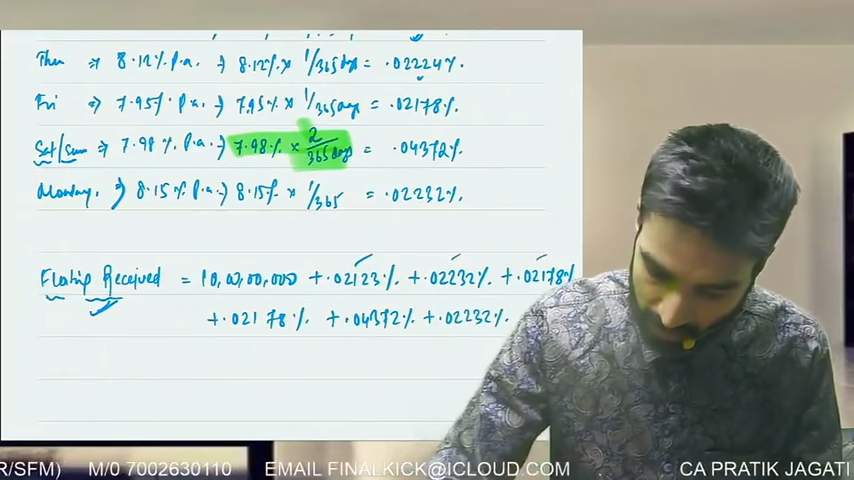 Thu ⇒ 8.12% P.a. → 8.12% × 1/365 days = .02224%.
Fri ⇒ 7.95% P.a. → 7.95% × 1/365 days = .02178%.
Sat/Sun ⇒ 7.98% P.a. → 7.98% × 2/365 days = .04372%.
Monday. ⇒ 8.15% P.a. → 8.15% × 1/365 = .02232%.
Floating Received = 10,00,00,000 + .02123% + .02232% + .02178%
+ .02178% + .04372% + .02232%.
R/SFM) M/0 7002630110 EMAIL FINALKICK@ICLOUD.COM CA PRATIK JAGATI